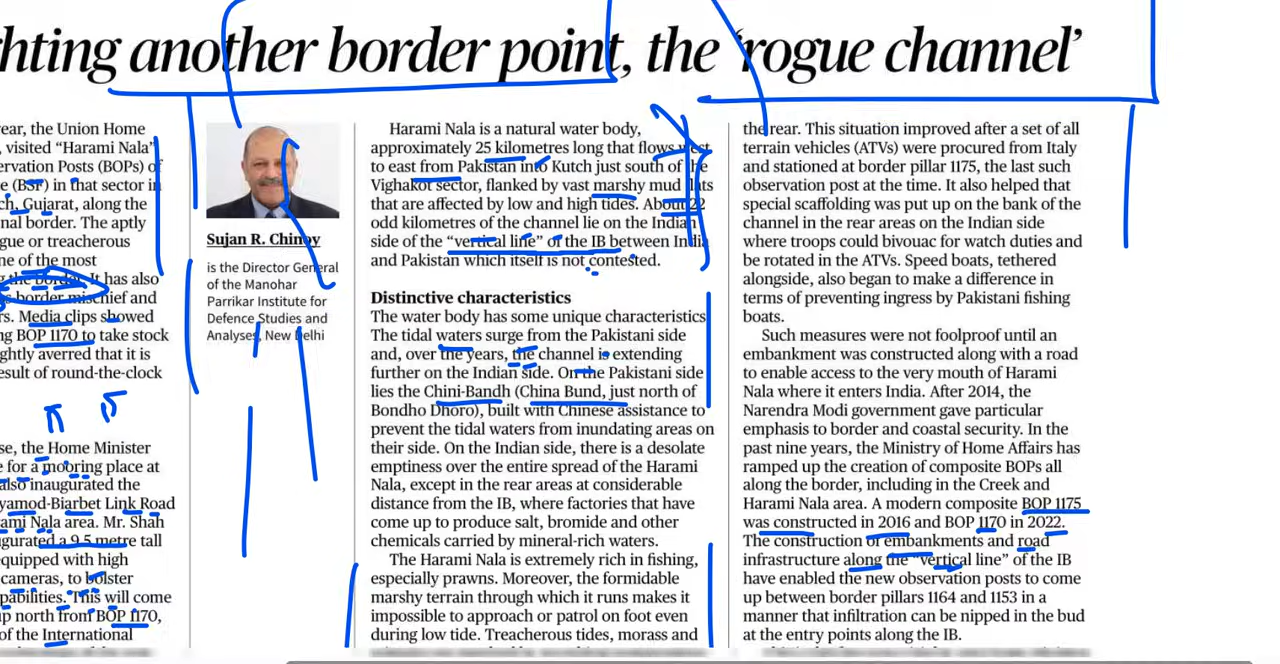 ghting another border point, the ‘rogue channel’
ear, the Union Home
, visited “Harami Nala”
ervation Posts (BOPs) of
e (BSF) in that sector in
ch, Gujarat, along the
nal border. The aptly
gue or treacherous
ne of the most
g the border. It has also
s border mischief and
rs. Media clips showed
ng BOP 1170 to take stock
ghtly averred that it is
esult of round-the-clock
se, the Home Minister
e for a mooring place at
also inaugurated the
yamod-Biarbet Link Road
rami Nala area. Mr. Shah
ugurated a 9.5 metre tall
equipped with high
cameras, to bolster
pabilities. This will come
up north from BOP 1170,
of the International
Sujan R. Chinoy
is the Director General
of the Manohar
Parrikar Institute for
Defence Studies and
Analyses, New Delhi
Harami Nala is a natural water body,
approximately 25 kilometres long that flows west
to east from Pakistan into Kutch just south of the
Vighakot sector, flanked by vast marshy mud flats
that are affected by low and high tides. About 22
odd kilometres of the channel lie on the Indian
side of the “vertical line” of the IB between India
and Pakistan which itself is not contested.
Distinctive characteristics
The water body has some unique characteristics.
The tidal waters surge from the Pakistani side
and, over the years, the channel is extending
further on the Indian side. On the Pakistani side
lies the Chini-Bandh (China Bund, just north of
Bondho Dhoro), built with Chinese assistance to
prevent the tidal waters from inundating areas on
their side. On the Indian side, there is a desolate
emptiness over the entire spread of the Harami
Nala, except in the rear areas at considerable
distance from the IB, where factories that have
come up to produce salt, bromide and other
chemicals carried by mineral-rich waters.
The Harami Nala is extremely rich in fishing,
especially prawns. Moreover, the formidable
marshy terrain through which it runs makes it
impossible to approach or patrol on foot even
during low tide. Treacherous tides, morass and
the rear. This situation improved after a set of all
terrain vehicles (ATVs) were procured from Italy
and stationed at border pillar 1175, the last such
observation post at the time. It also helped that
special scaffolding was put up on the bank of the
channel in the rear areas on the Indian side
where troops could bivouac for watch duties and
be rotated in the ATVs. Speed boats, tethered
alongside, also began to make a difference in
terms of preventing ingress by Pakistani fishing
boats.
Such measures were not foolproof until an
embankment was constructed along with a road
to enable access to the very mouth of Harami
Nala where it enters India. After 2014, the
Narendra Modi government gave particular
emphasis to border and coastal security. In the
past nine years, the Ministry of Home Affairs has
ramped up the creation of composite BOPs all
along the border, including in the Creek and
Harami Nala area. A modern composite BOP 1175
was constructed in 2016 and BOP 1170 in 2022.
The construction of embankments and road
infrastructure along the “vertical line” of the IB
have enabled the new observation posts to come
up between border pillars 1164 and 1153 in a
manner that infiltration can be nipped in the bud
at the entry points along the IB.